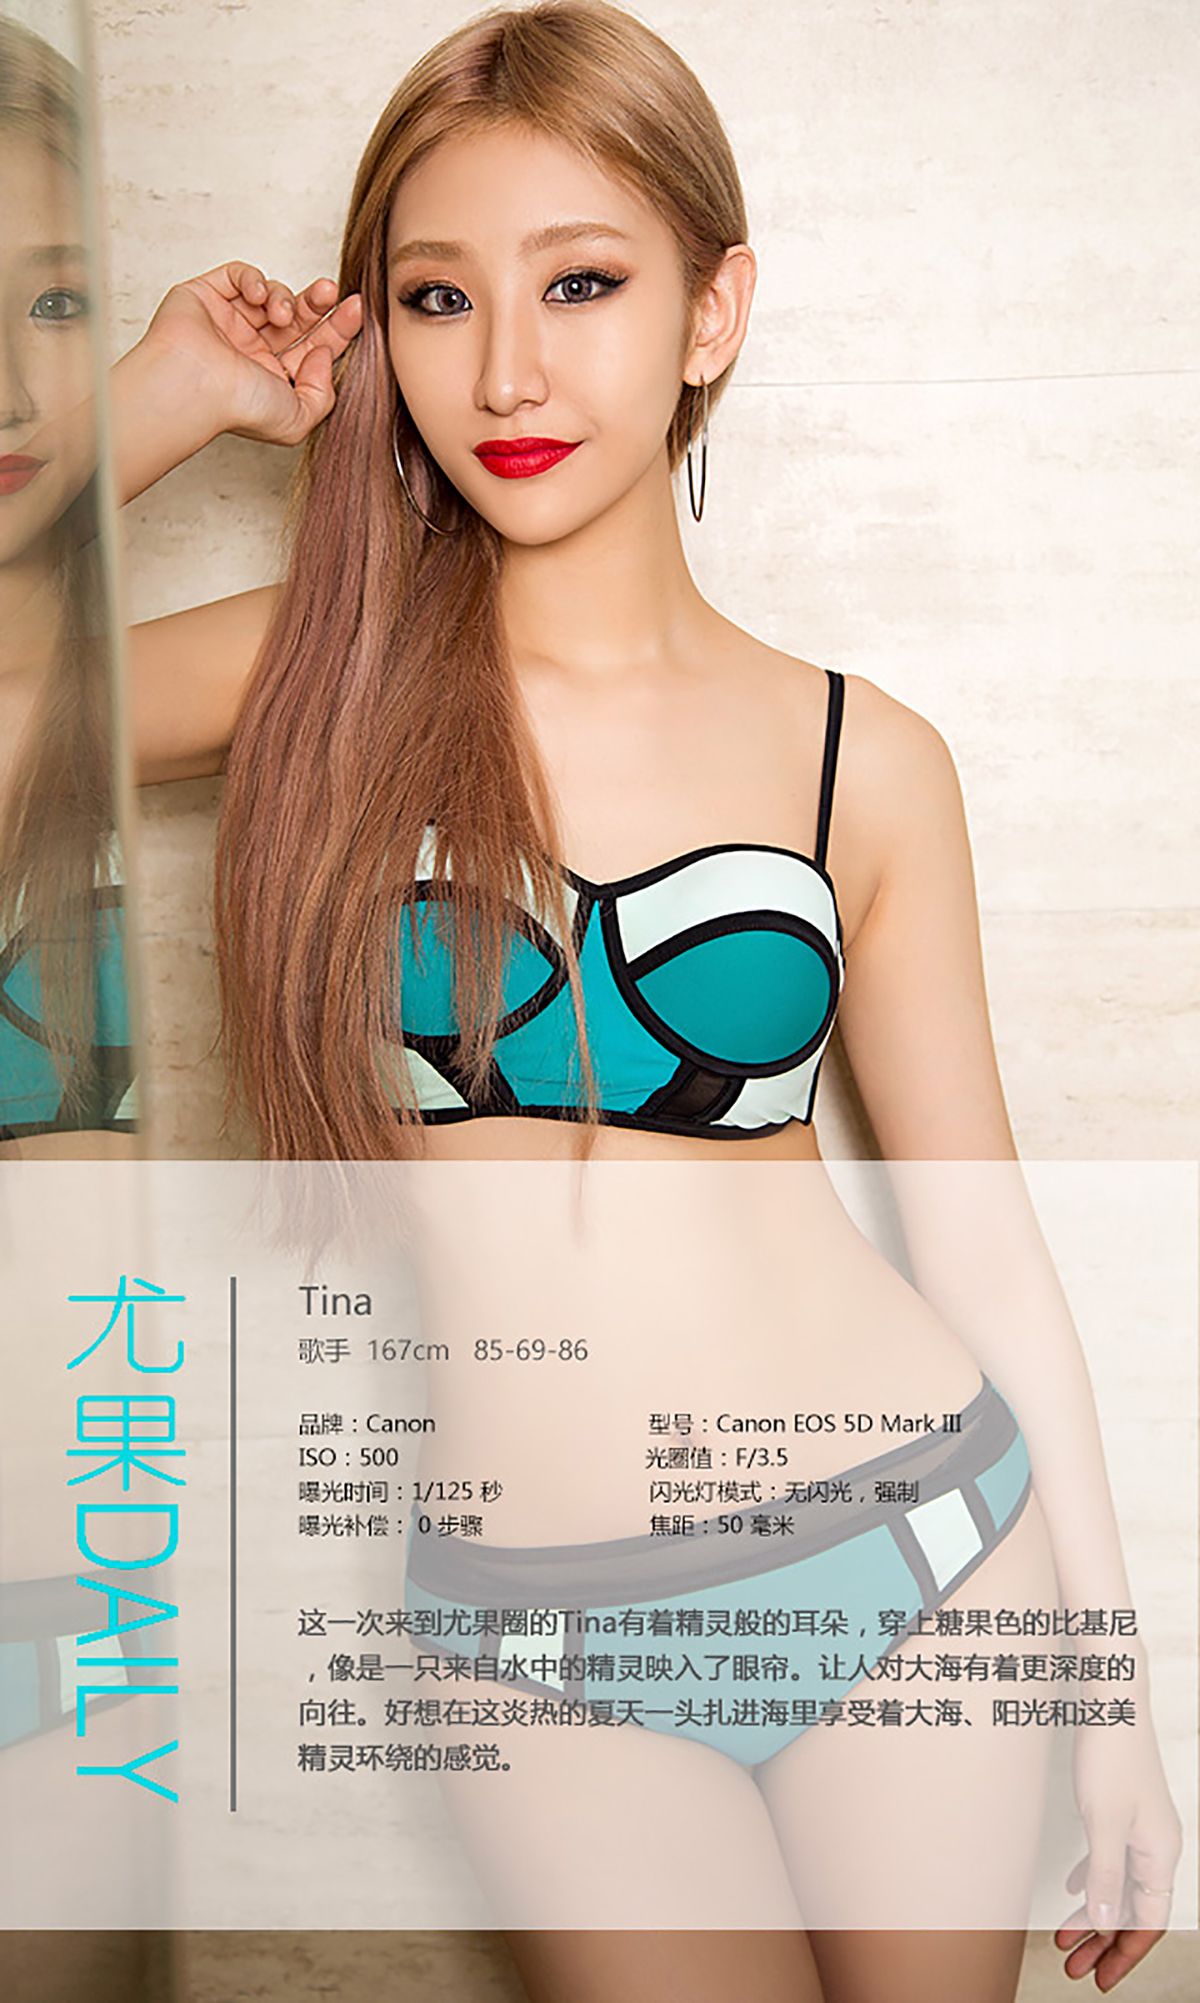 尤果DAILY
Tina
歌手 167cm 85-69-86
品牌：Canon 型号：Canon EOS 5D Mark III
ISO：500 光圈值：F/3.5
曝光时间：1/125 秒 闪光灯模式：无闪光，强制
曝光补偿： 0 步骤 焦距：50 毫米
这一次来到尤果圈的Tina有着精灵般的耳朵，穿上糖果色的比基尼
，像是一只来自水中的精灵映入了眼帘。让人对大海有着更深度的
向往。好想在这炎热的夏天一头扎进海里享受着大海、阳光和这美
精灵环绕的感觉。